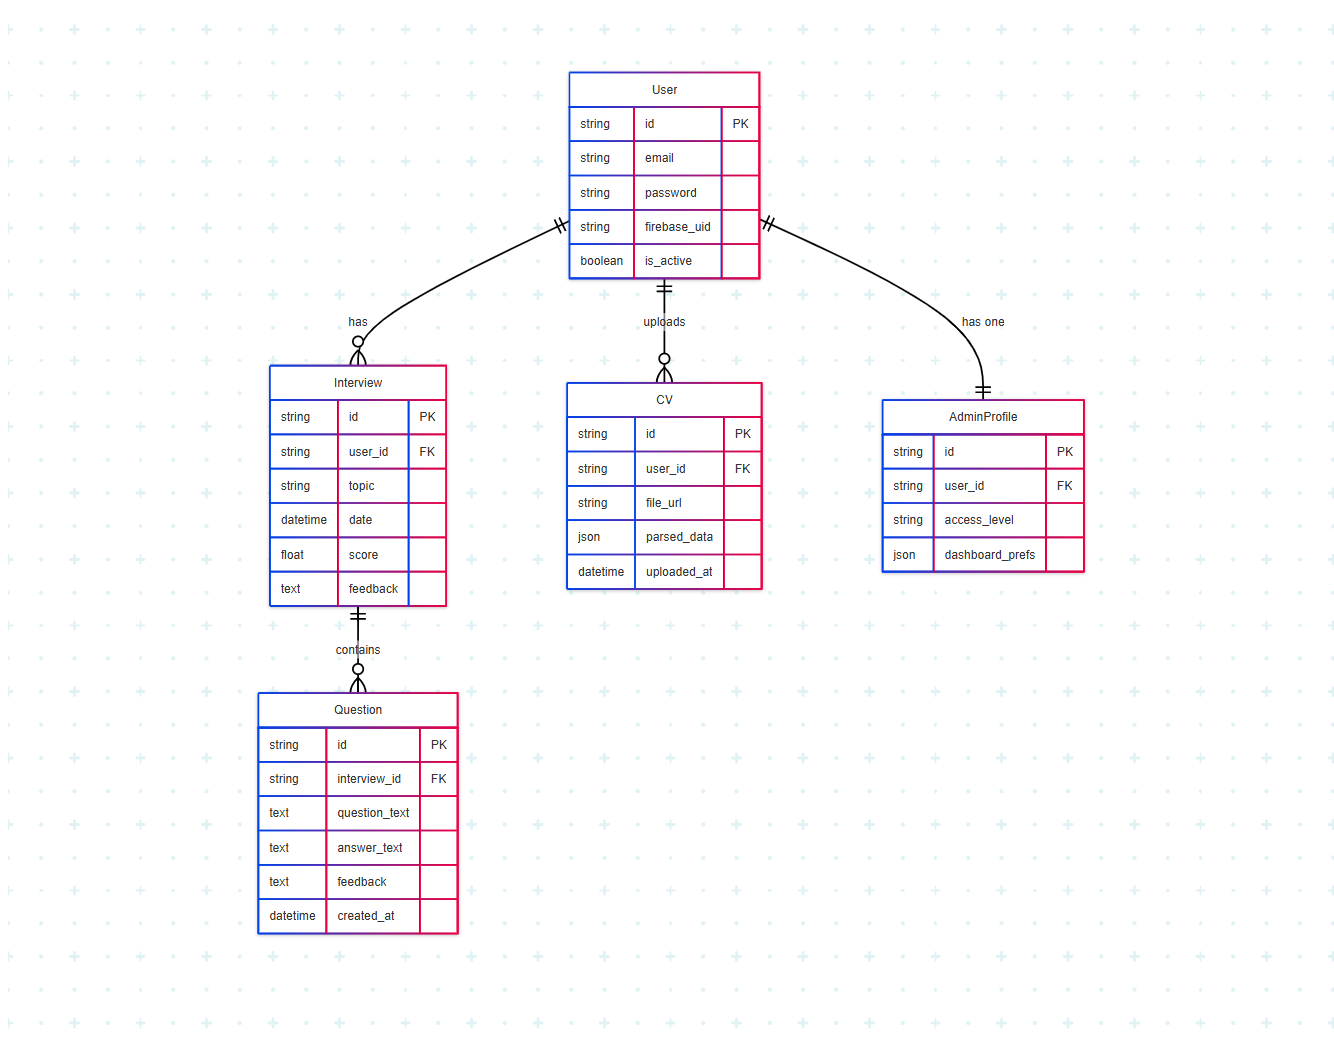 User
string id PK
string email
string password
string firebase_uid
boolean is_active
has
uploads
has one
Interview
string id PK
string user_id FK
string topic
datetime date
float score
text feedback
CV
string id PK
string user_id FK
string file_url
json parsed_data
datetime uploaded_at
AdminProfile
string id PK
string user_id FK
string access_level
json dashboard_prefs
contains
Question
string id PK
string interview_id FK
text question_text
text answer_text
text feedback
datetime created_at